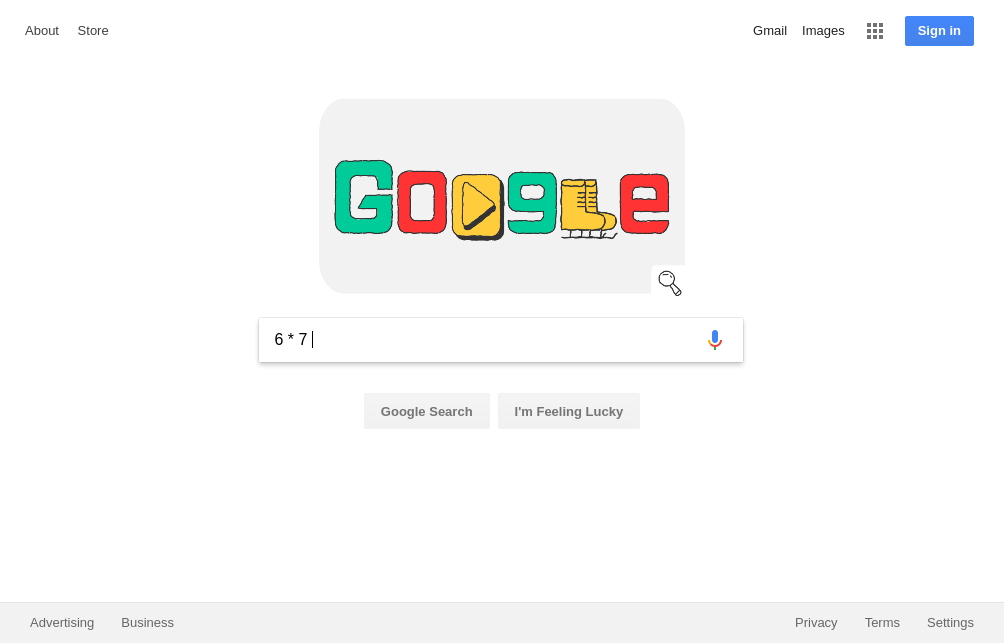 About Store
Gmail Images Sign in
Google
6 * 7
Google Search I'm Feeling Lucky
Advertising Business
Privacy Terms Settings